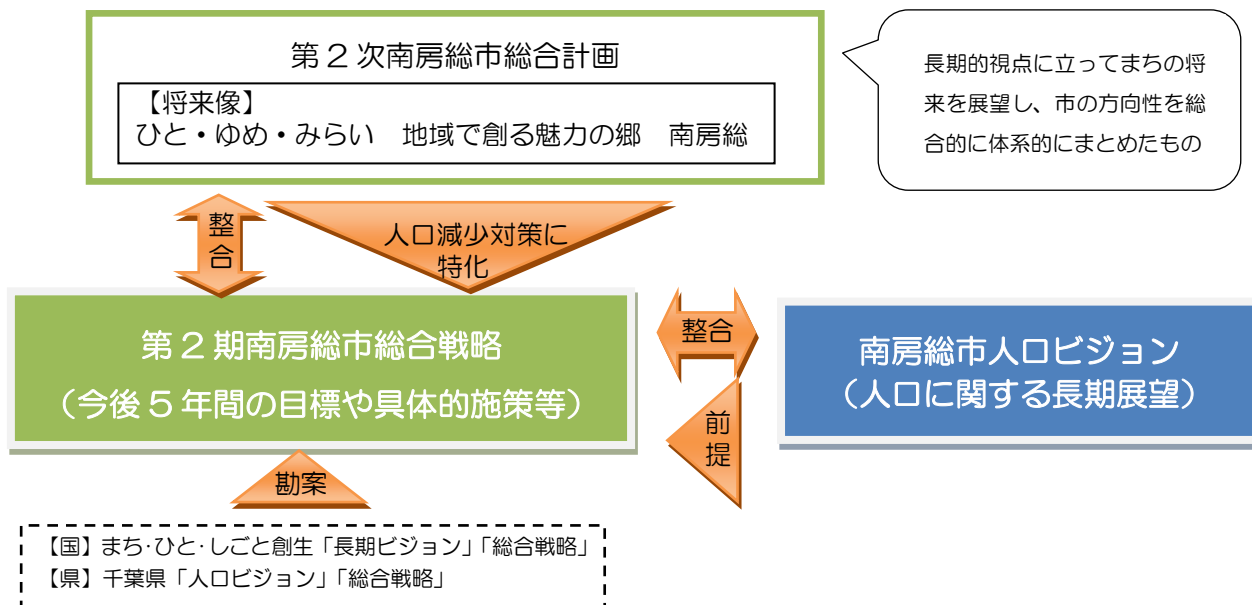 第２次南房総市総合計画
【将来像】
ひと・ゆめ・みらい　地域で創る魅力の郷　南房総
長期的視点に立ってまちの将
来を展望し、市の方向性を総
合的に体系的にまとめたもの
整
合
人口減少対策に
特化
第２期南房総市総合戦略
（今後５年間の目標や具体的施策等）
整合
前
提
南房総市人口ビジョン
（人口に関する長期展望）
勘案
【国】まち･ひと･しごと創生「長期ビジョン」「総合戦略」
【県】千葉県「人口ビジョン」「総合戦略」